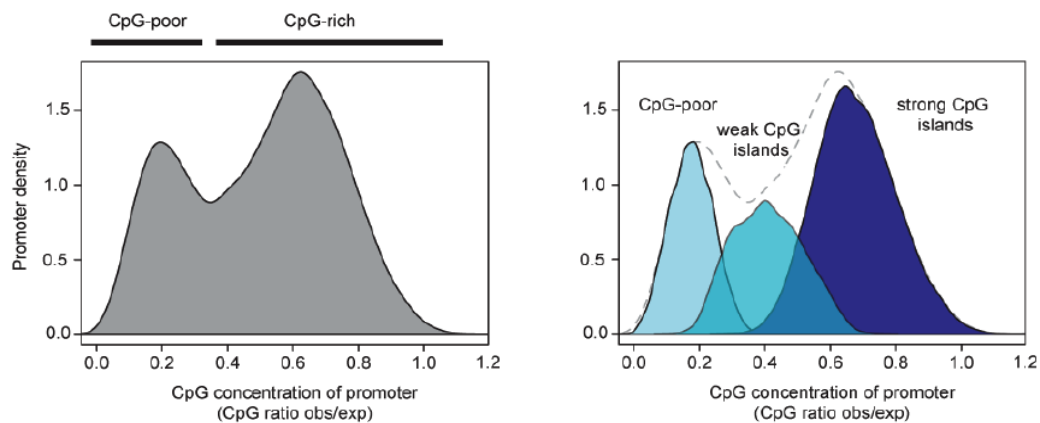 CpG-poor
CpG-rich
Promoter density
1.5
1.0
0.5
0.0
0.0 0.2 0.4 0.6 0.8 1.0 1.2
CpG concentration of promoter
(CpG ratio obs/exp)
CpG-poor
weak CpG
islands
strong CpG
islands
1.5
1.0
0.5
0.0
0.0 0.2 0.4 0.6 0.8 1.0 1.2
CpG concentration of promoter
(CpG ratio obs/exp)